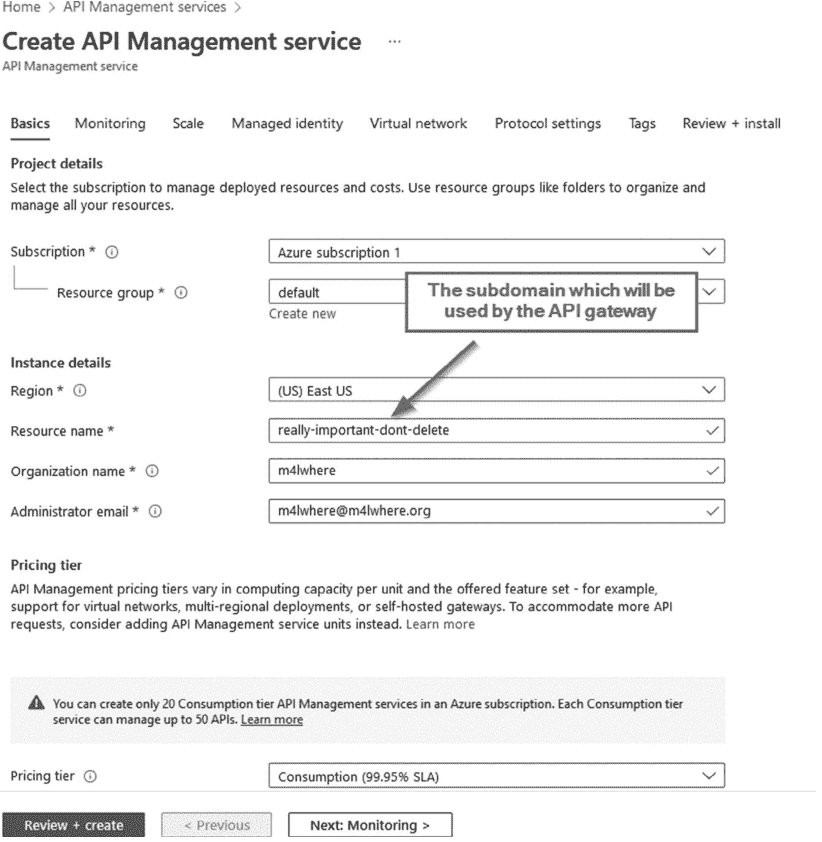 Home > API Management services >
Create API Management service ...
API Management service
Basics Monitoring Scale Managed identity Virtual network Protocol settings Tags Review + install
Project details
Select the subscription to manage deployed resources and costs. Use resource groups like folders to organize and
manage all your resources.
Subscription * Azure subscription 1
Resource group * default
Create new
The subdomain which will be
used by the API gateway
Instance details
Region * (US) East US
Resource name * really-important-dont-delete
Organization name * m4lwhere
Administrator email * m4lwhere@m4lwhere.org
Pricing tier
API Management pricing tiers vary in computing capacity per unit and the offered feature set - for example,
support for virtual networks, multi-regional deployments, or self-hosted gateways. To accommodate more API
requests, consider adding API Management service units instead. Learn more
You can create only 20 Consumption tier API Management services in an Azure subscription. Each Consumption tier
service can manage up to 50 APIs. Learn more
Pricing tier Consumption (99.95% SLA)
Review + create < Previous Next: Monitoring >